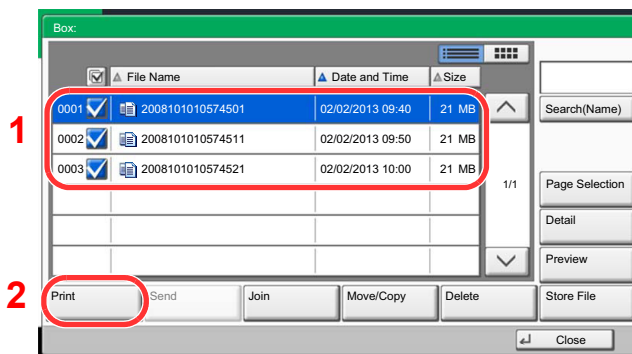 Box:
File Name Date and Time Size
1
0001 2008101010574501 02/02/2013 09:40 21 MB
Search(Name)
0002 2008101010574511 02/02/2013 09:50 21 MB
0003 2008101010574521 02/02/2013 10:00 21 MB
1/1
Page Selection
Detail
Preview
2
Print Send Join Move/Copy Delete Store File
Close